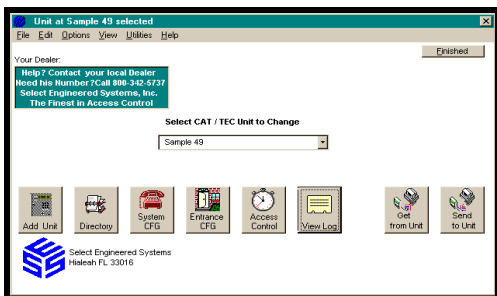 Unit at Sample 49 selected
File Edit Options View Utilities Help
Finished
Your Dealer:
Help? Contact your local Dealer
Need his Number?Call 800-342-5737
Select Engineered Systems, Inc.
The Finest in Access Control
Select CAT / TEC Unit to Change
Sample 49
Add Unit
Directory
System
CFG
Entrance
CFG
Access
Control
View Log
Get
from Unit
Send
to Unit
Select Engineered Systems
Hialeah FL 33016